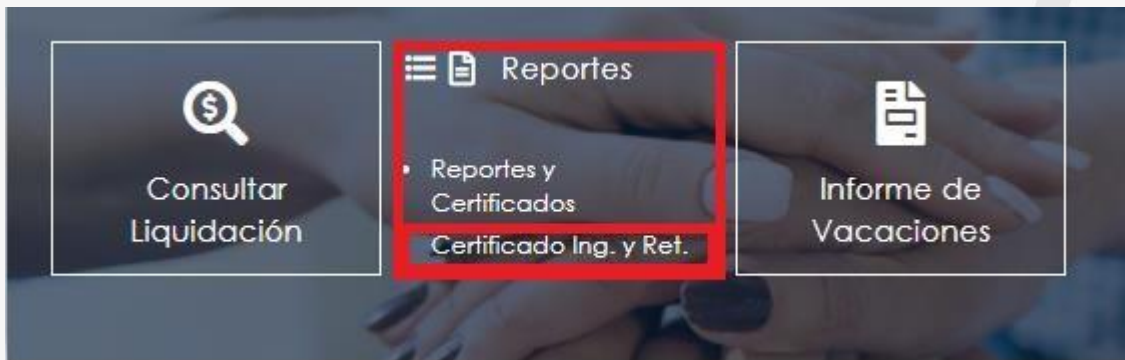 Consultar
Liquidación
Reportes
Reportes y
Certificados
Certificado Ing. y Ret.
Informe de
Vacaciones